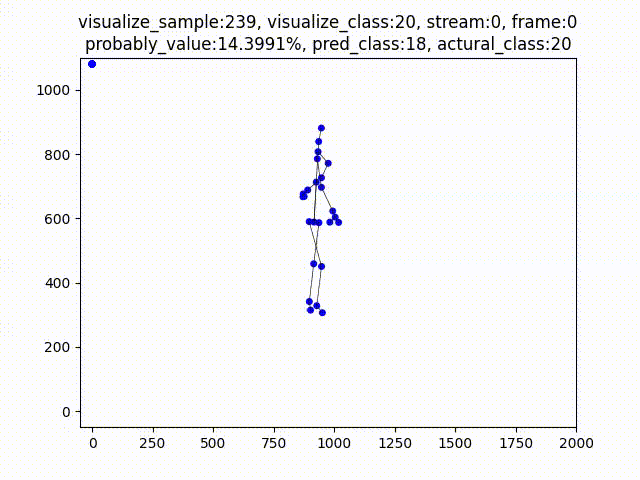 visualize_sample:239, visualize_class:20, stream:0, frame:0
probably_value:14.3991%, pred_class:18, actural_class:20
1000
800
600
400
200
0
0 250 500 750 1000 1250 1500 1750 2000